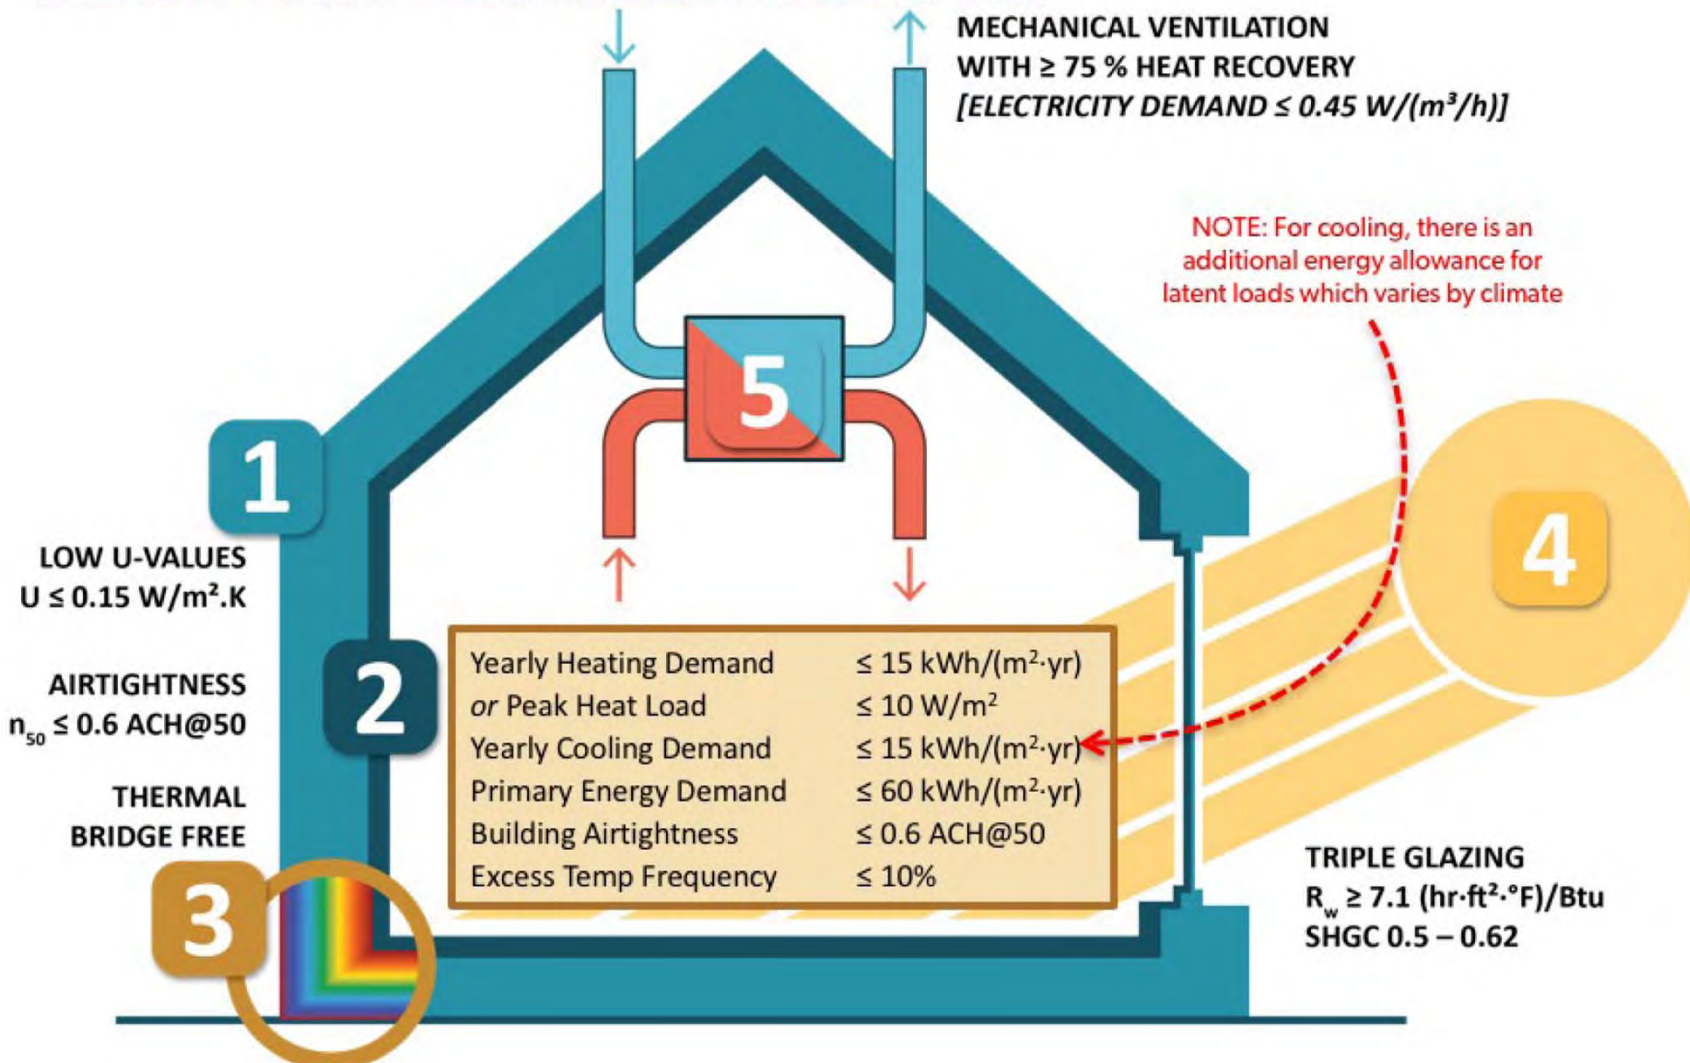 MECHANICAL VENTILATION
WITH ≥ 75 % HEAT RECOVERY
[ELECTRICITY DEMAND ≤ 0.45 W/(m³/h)]
NOTE: For cooling, there is an
additional energy allowance for
latent loads which varies by climate
5
1
LOW U-VALUES
U ≤ 0.15 W/m².K
4
2
AIRTIGHTNESS
n₅₀ ≤ 0.6 ACH@50
Yearly Heating Demand ≤ 15 kWh/(m²·yr)
or Peak Heat Load ≤ 10 W/m²
Yearly Cooling Demand ≤ 15 kWh/(m²·yr)
Primary Energy Demand ≤ 60 kWh/(m²·yr)
Building Airtightness ≤ 0.6 ACH@50
Excess Temp Frequency ≤ 10%
THERMAL
BRIDGE FREE
3
TRIPLE GLAZING
R_w ≥ 7.1 (hr·ft²·°F)/Btu
SHGC 0.5 – 0.62